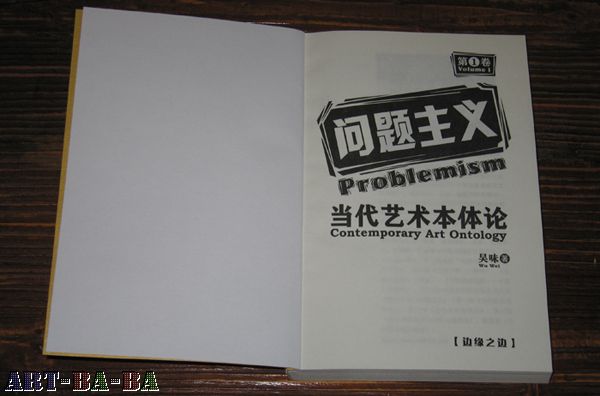 第1卷
Volume I
问题主义
Problemism
当代艺术本体论
Contemporary Art Ontology
吴味 著
Wu Wei
【边缘之边】
ART-BA-BA